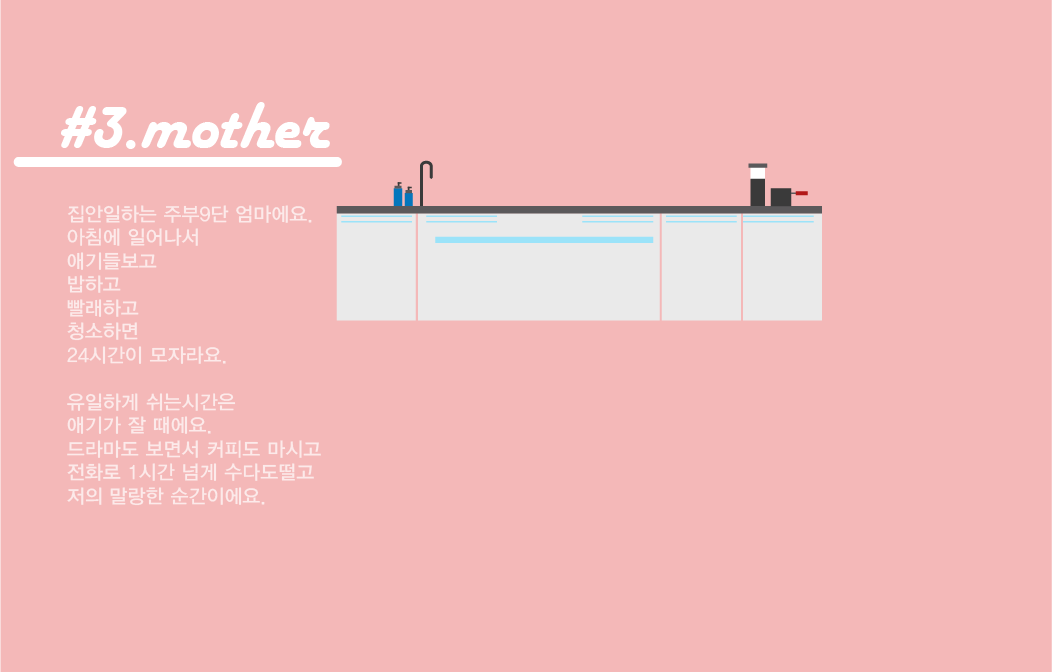 #3.mother
집안일하는 주부9단 엄마에요.
아침에 일어나서
애기들보고
밥하고
빨래하고
청소하면
24시간이 모자라요.
유일하게 쉬는시간은
애기가 잘 때에요.
드라마도 보면서 커피도 마시고
전화로 1시간 넘게 수다도떨고
저의 말랑한 순간이에요.